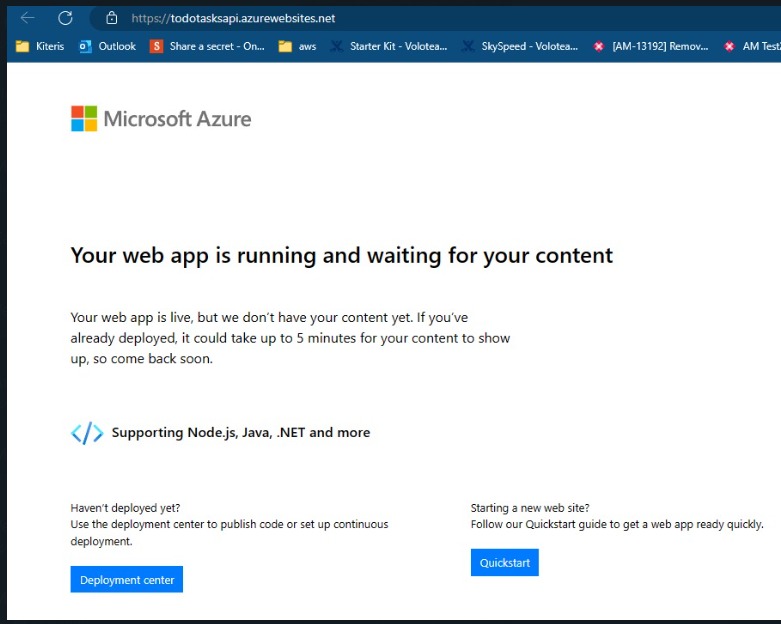 https://todotasksapi.azurewebsites.net
Kiteris Outlook Share a secret - On... aws Starter Kit - Volotea... SkySpeed - Volotea... [AM-13192] Remov... AM Test
Microsoft Azure
Your web app is running and waiting for your content
Your web app is live, but we don't have your content yet. If you've
already deployed, it could take up to 5 minutes for your content to show
up, so come back soon.
</> Supporting Node.js, Java, .NET and more
Haven't deployed yet?
Use the deployment center to publish code or set up continuous
deployment.
Deployment center
Starting a new web site?
Follow our Quickstart guide to get a web app ready quickly.
Quickstart